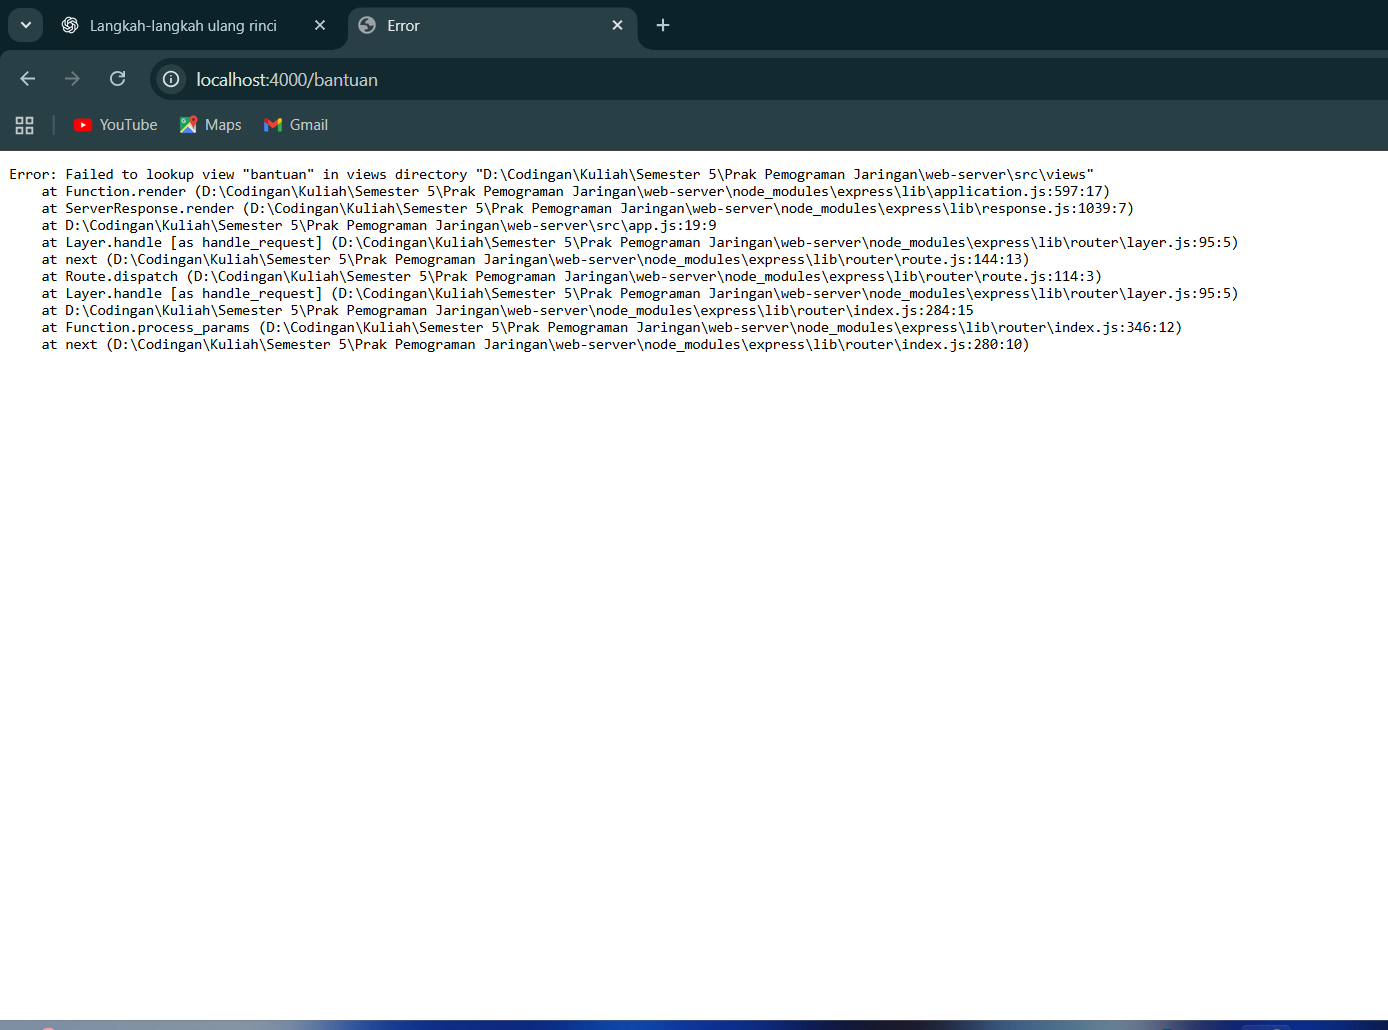 Langkah-langkah ulang rinci
Error
localhost:4000/bantuan
YouTube
Maps
Gmail
Error: Failed to lookup view "bantuan" in views directory "D:\Codingan\Kuliah\Semester 5\Prak Pemograman Jaringan\web-server\src\views"
    at Function.render (D:\Codingan\Kuliah\Semester 5\Prak Pemograman Jaringan\web-server\node_modules\express\lib\application.js:597:17)
    at ServerResponse.render (D:\Codingan\Kuliah\Semester 5\Prak Pemograman Jaringan\web-server\node_modules\express\lib\response.js:1039:7)
    at D:\Codingan\Kuliah\Semester 5\Prak Pemograman Jaringan\web-server\src\app.js:19:9
    at Layer.handle [as handle_request] (D:\Codingan\Kuliah\Semester 5\Prak Pemograman Jaringan\web-server\node_modules\express\lib\router\layer.js:95:5)
    at next (D:\Codingan\Kuliah\Semester 5\Prak Pemograman Jaringan\web-server\node_modules\express\lib\router\route.js:144:13)
    at Route.dispatch (D:\Codingan\Kuliah\Semester 5\Prak Pemograman Jaringan\web-server\node_modules\express\lib\router\route.js:114:3)
    at Layer.handle [as handle_request] (D:\Codingan\Kuliah\Semester 5\Prak Pemograman Jaringan\web-server\node_modules\express\lib\router\layer.js:95:5)
    at D:\Codingan\Kuliah\Semester 5\Prak Pemograman Jaringan\web-server\node_modules\express\lib\router\index.js:284:15
    at Function.process_params (D:\Codingan\Kuliah\Semester 5\Prak Pemograman Jaringan\web-server\node_modules\express\lib\router\index.js:346:12)
    at next (D:\Codingan\Kuliah\Semester 5\Prak Pemograman Jaringan\web-server\node_modules\express\lib\router\index.js:280:10)